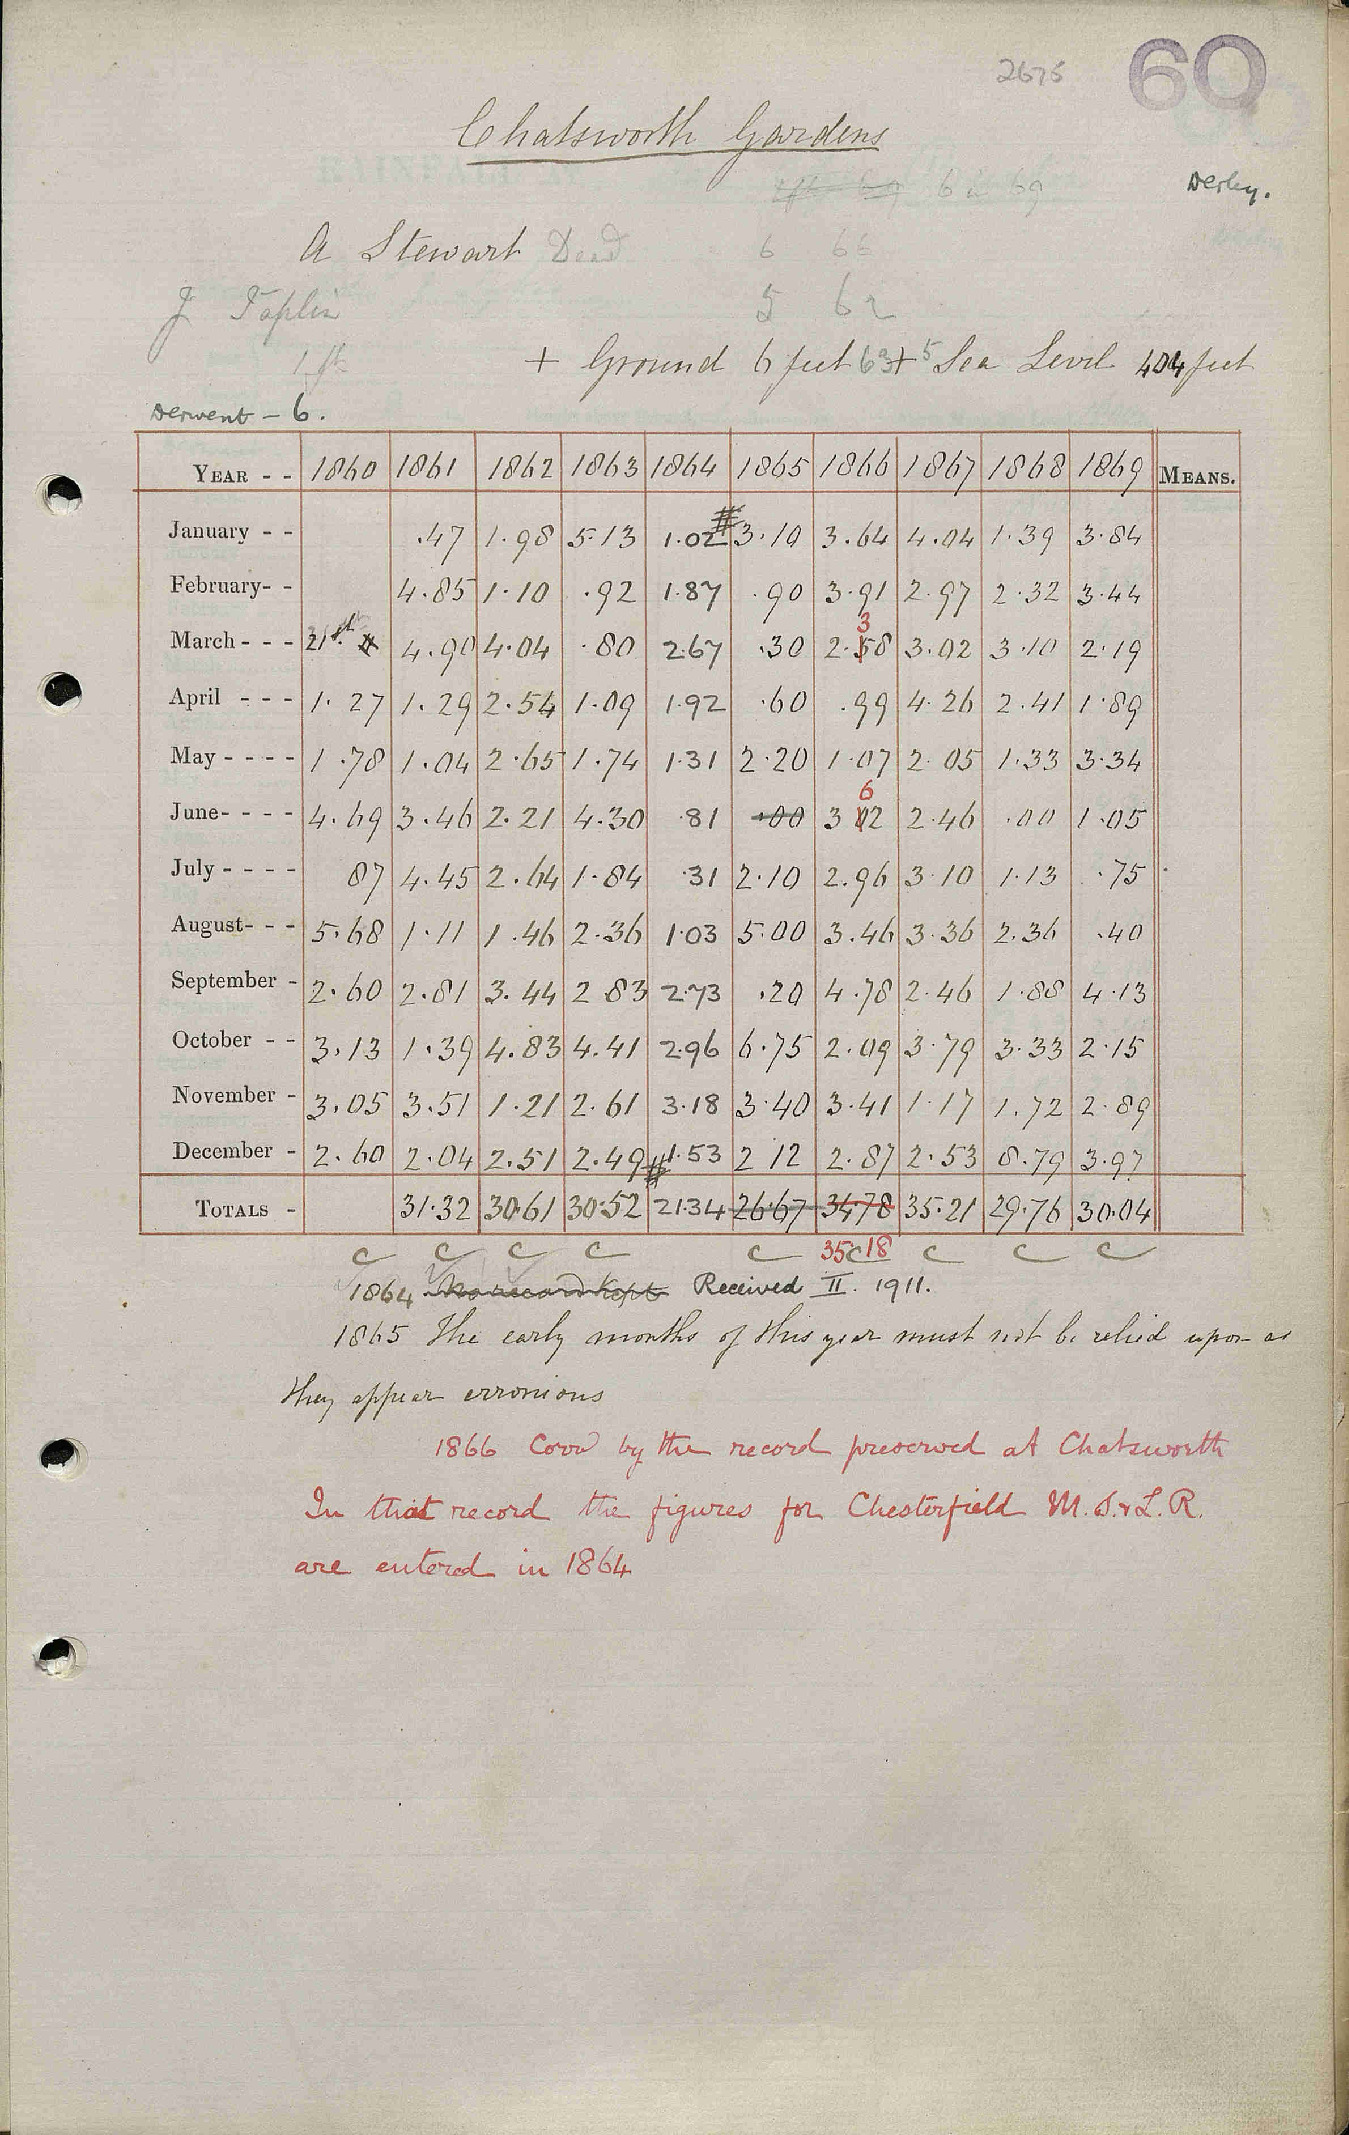 2675 60
Chatsworth Gardens
6 in 69 Derby.
A Stewart Dead 6 66
J Taplin 5 62
+ Ground 6 feet 63 + 5 Sea Level 404 feet
1 ft
Derwent - 6.
YEAR - - 1860 1861 1862 1863 1864 1865 1866 1867 1868 1869 MEANS.
January - - .47 1.98 5.13 1.02 # 3.10 3.64 4.04 1.39 3.84
February- - 4.85 1.10 .92 1.87 .90 3.91 2.97 2.32 3.44
3
March - - - 21st # 4.90 4.04 .80 2.67 .30 2.58 3.02 3.10 2.19
April - - - 1.27 1.29 2.54 1.09 1.92 .60 .99 4.26 2.41 1.89
May - - - - 1.78 1.04 2.65 1.74 1.31 2.20 1.07 2.05 1.33 3.34
6
June- - - - 4.69 3.46 2.21 4.30 .81 .00 3 02 2.46 .00 1.05
July - - - - 87 4.45 2.64 1.84 .31 2.10 2.96 3.10 1.13 .75
August- - - 5.68 1.11 1.46 2.36 1.03 5.00 3.46 3.36 2.36 .40
September - 2.60 2.81 3.44 2 83 2.73 .20 4.78 2.46 1.88 4.13
October - - 3.13 1.39 4.83 4.41 2.96 6.75 2.09 3.79 3.33 2.15
November - 3.05 3.51 1.21 2.61 3.18 3.40 3.41 1.17 1.72 2.89
December - 2.60 2.04 2.51 2.49 # 1.53 2 12 2.87 2.53 8.79 3.97
TOTALS - 31.32 30.61 30.52 21.34 26.67 34.78 35.21 29.76 30.04
C C C C C 35.18 C C C C
1864 No record kept Received II. 1911.
1865 The early months of this year must not be relied upon as
they appear erronious
1866 Corrd by the record preserved at Chatsworth
In that record the figures for Chesterfield M.S.&L.R.
are entered in 1864